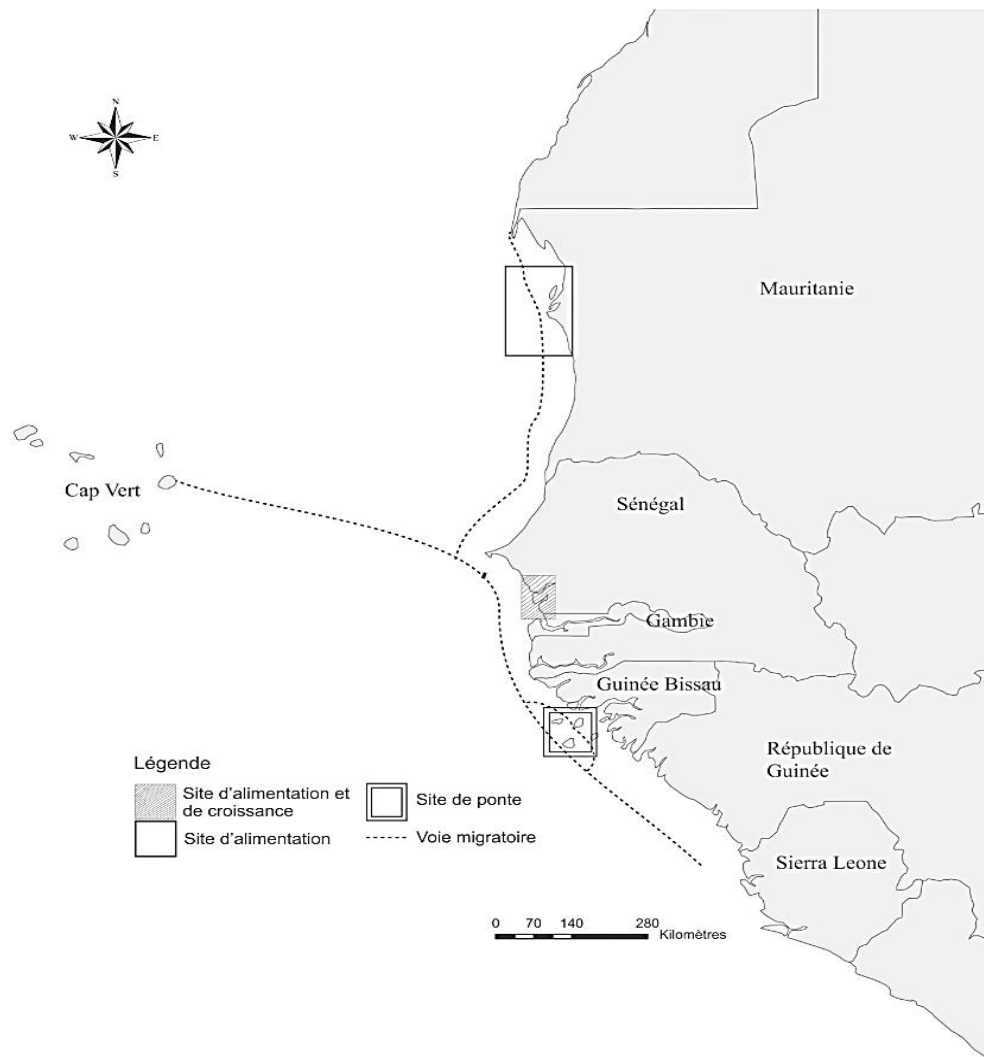 N
W E
S
Mauritanie
Cap Vert
Sénégal
Gambie
Guinée Bissau
République de
Guinée
Sierra Leone
Légende
Site d'alimentation et
de croissance
Site d'alimentation
Site de ponte
Voie migratoire
0 70 140 280
Kilomètres